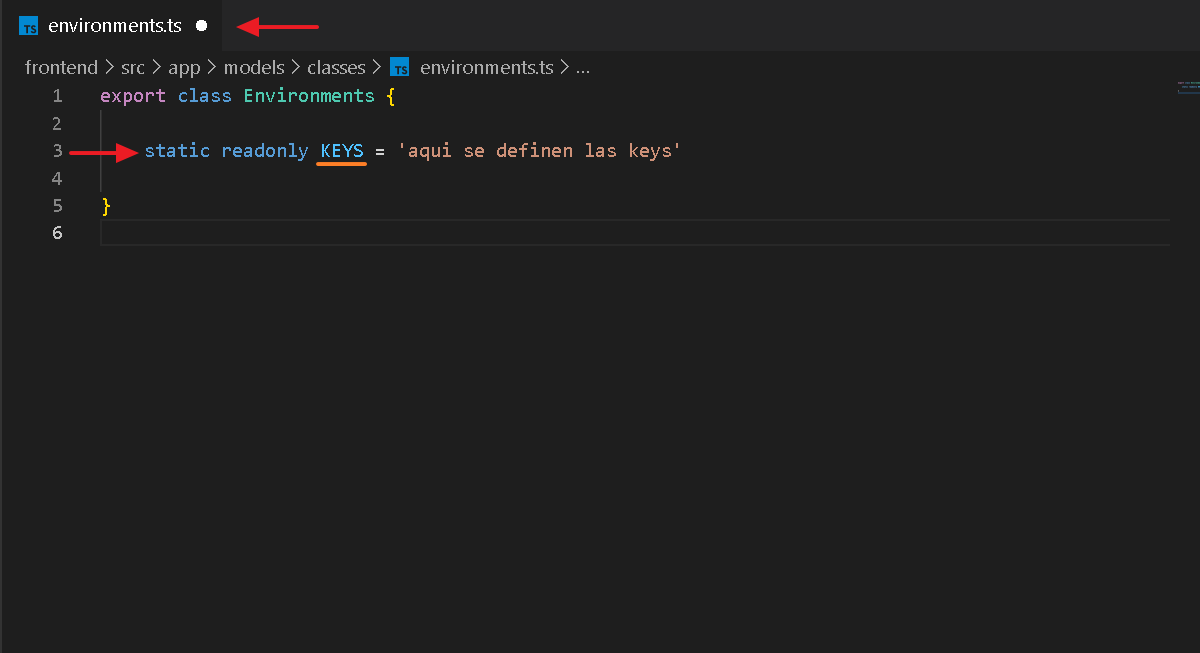 TS environments.ts
frontend > src > app > models > classes > TS environments.ts > ...
1 export class Environments {
2
3 static readonly KEYS = 'aqui se definen las keys'
4
5 }
6